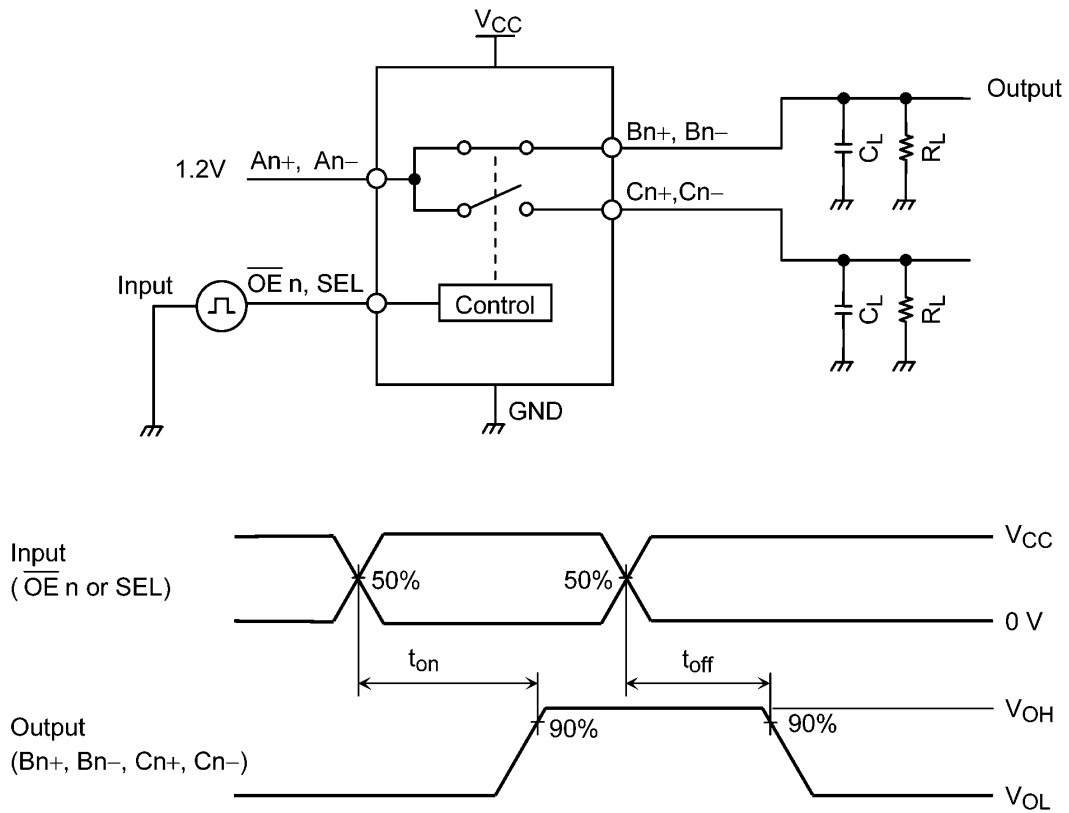 VCC
Output
1.2V
An+, An−
Bn+, Bn−
CL
RL
Cn+,Cn−
Input
OE n, SEL
Control
CL
RL
GND
Input
(OE n or SEL)
50%
50%
VCC
0 V
ton
toff
Output
(Bn+, Bn−, Cn+, Cn−)
90%
90%
VOH
VOL